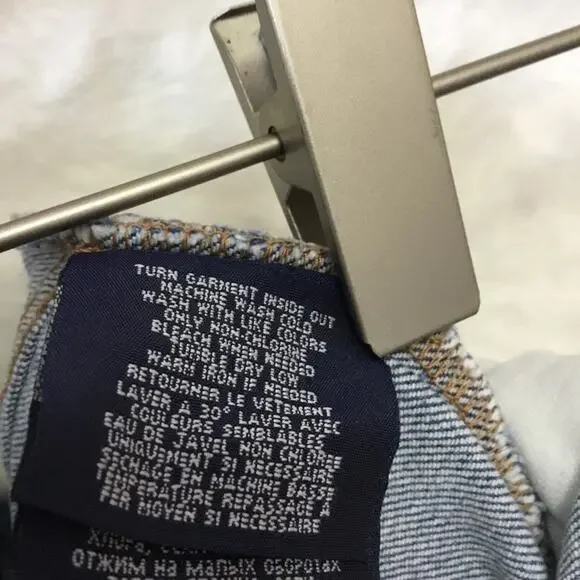 TURN GARMENT INSIDE OUT
MACHINE WASH COLD
WASH WITH LIKE COLORS
ONLY NON-CHLORINE
BLEACH WHEN NEEDED
TUMBLE DRY LOW
WARM IRON IF NEEDED
RETOURNER LE VETEMENT
LAVER A 30° LAVER AVEC
COULEURS SEMBLABLES
EAU DE JAVEL NON CHLORE
UNIQUEMENT SI NECESSAIRE
SECHAGE EN MACHINE BASSE
TEMPERATURE REPASSAGE A
FER MOYEN SI NECESSAIRE
ХЛОРА,
ОТЖИМ НА МАЛЫХ ОБОРОТАХ